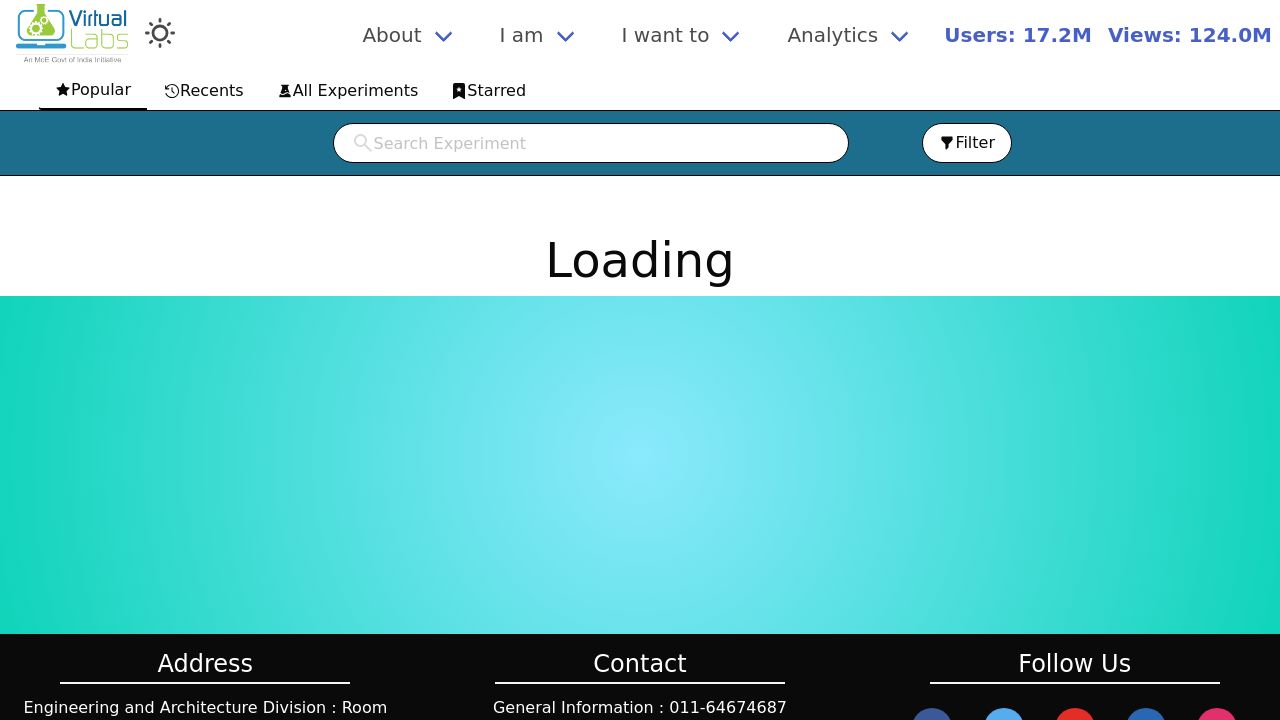 Virtual
Labs
An MoE Govt of India Initiative
About
I am
I want to
Analytics
Users: 17.2M
Views: 124.0M
Popular
Recents
All Experiments
Starred
Search Experiment
Filter
Loading
Address
Contact
Follow Us
Engineering and Architecture Division : Room
General Information : 011-64674687